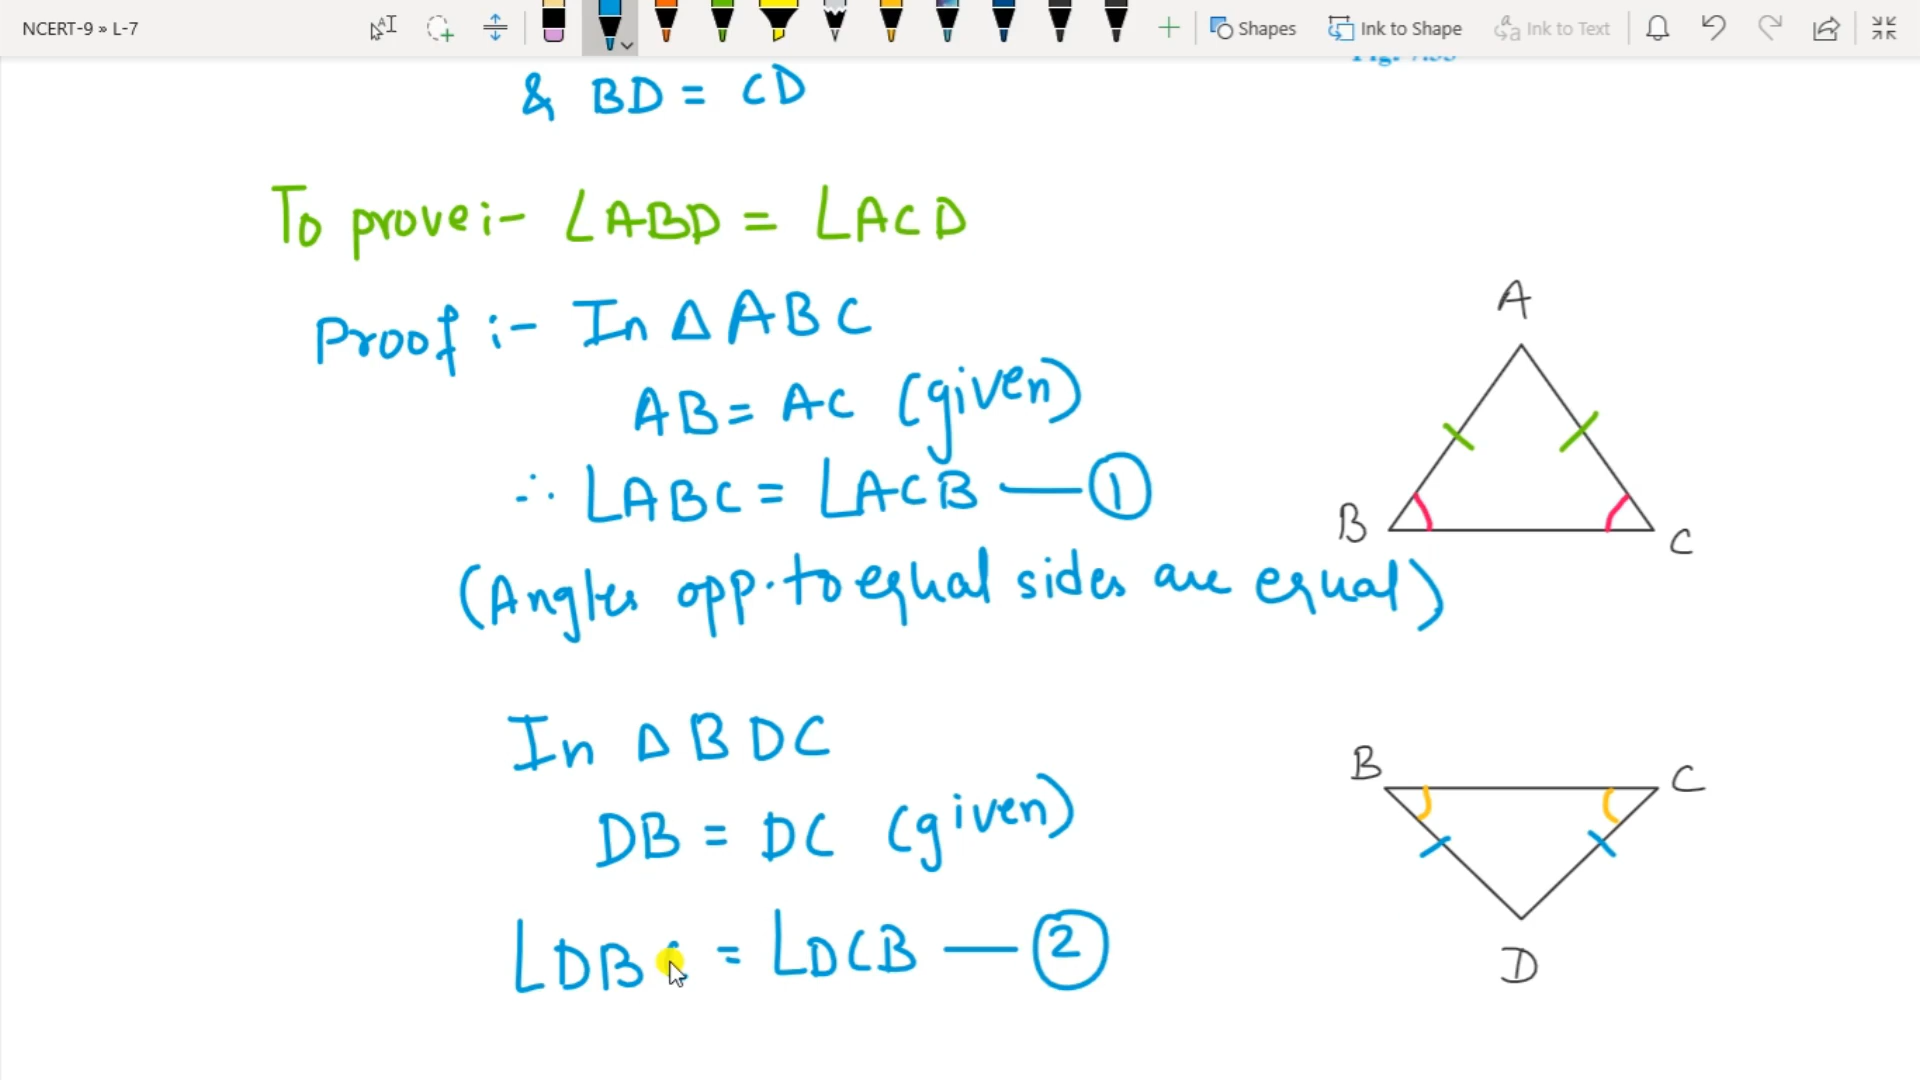 NCERT-9 » L-7
Shapes
Ink to Shape
Ink to Text
& BD = CD
To prove:- ∠ABD = ∠ACD
Proof :- In Δ ABC
AB = AC (given)
∴ ∠ABC = ∠ACB — ①
(Angles opp. to equal sides are equal)
A
B
C
In Δ BDC
DB = DC (given)
∠DBC = ∠DCB — ②
B
C
D